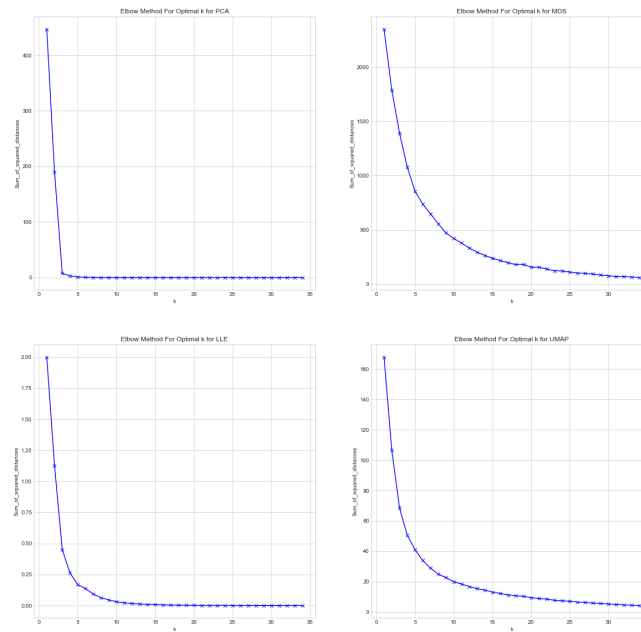 Elbow Method For Optimal k for PCA
Sum_of_squared_distances
400
300
200
100
0
0 5 10 15 20 25 30 35
k
Elbow Method For Optimal k for MDS
Sum_of_squared_distances
2000
1500
1000
500
0
0 5 10 15 20 25 30
k
Elbow Method For Optimal k for LLE
Sum_of_squared_distances
2.00
1.75
1.50
1.25
1.00
0.75
0.50
0.25
0.00
0 5 10 15 20 25 30 35
k
Elbow Method For Optimal k for UMAP
Sum_of_squared_distances
160
140
120
100
80
60
40
20
0
0 5 10 15 20 25 30
k